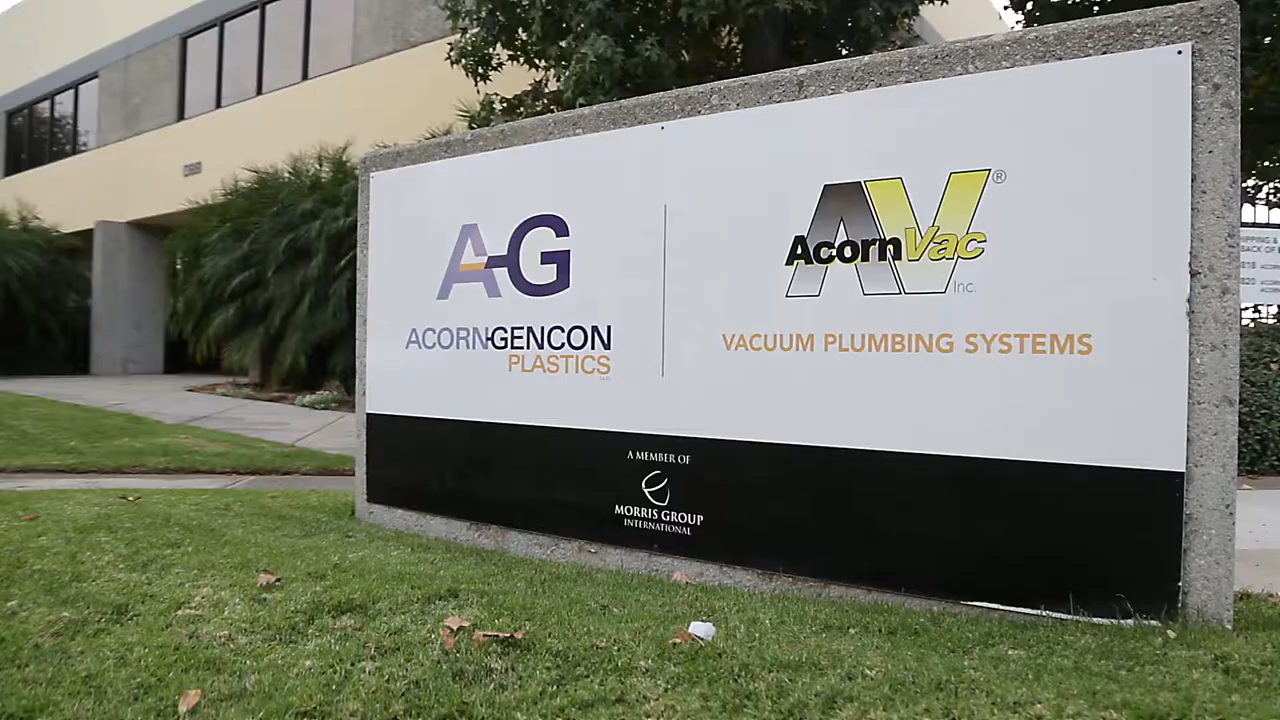 A-G
ACORN-GENCON
PLASTICS
AV®
AcornVac
Inc.
VACUUM PLUMBING SYSTEMS
A MEMBER OF
MORRIS GROUP
INTERNATIONAL